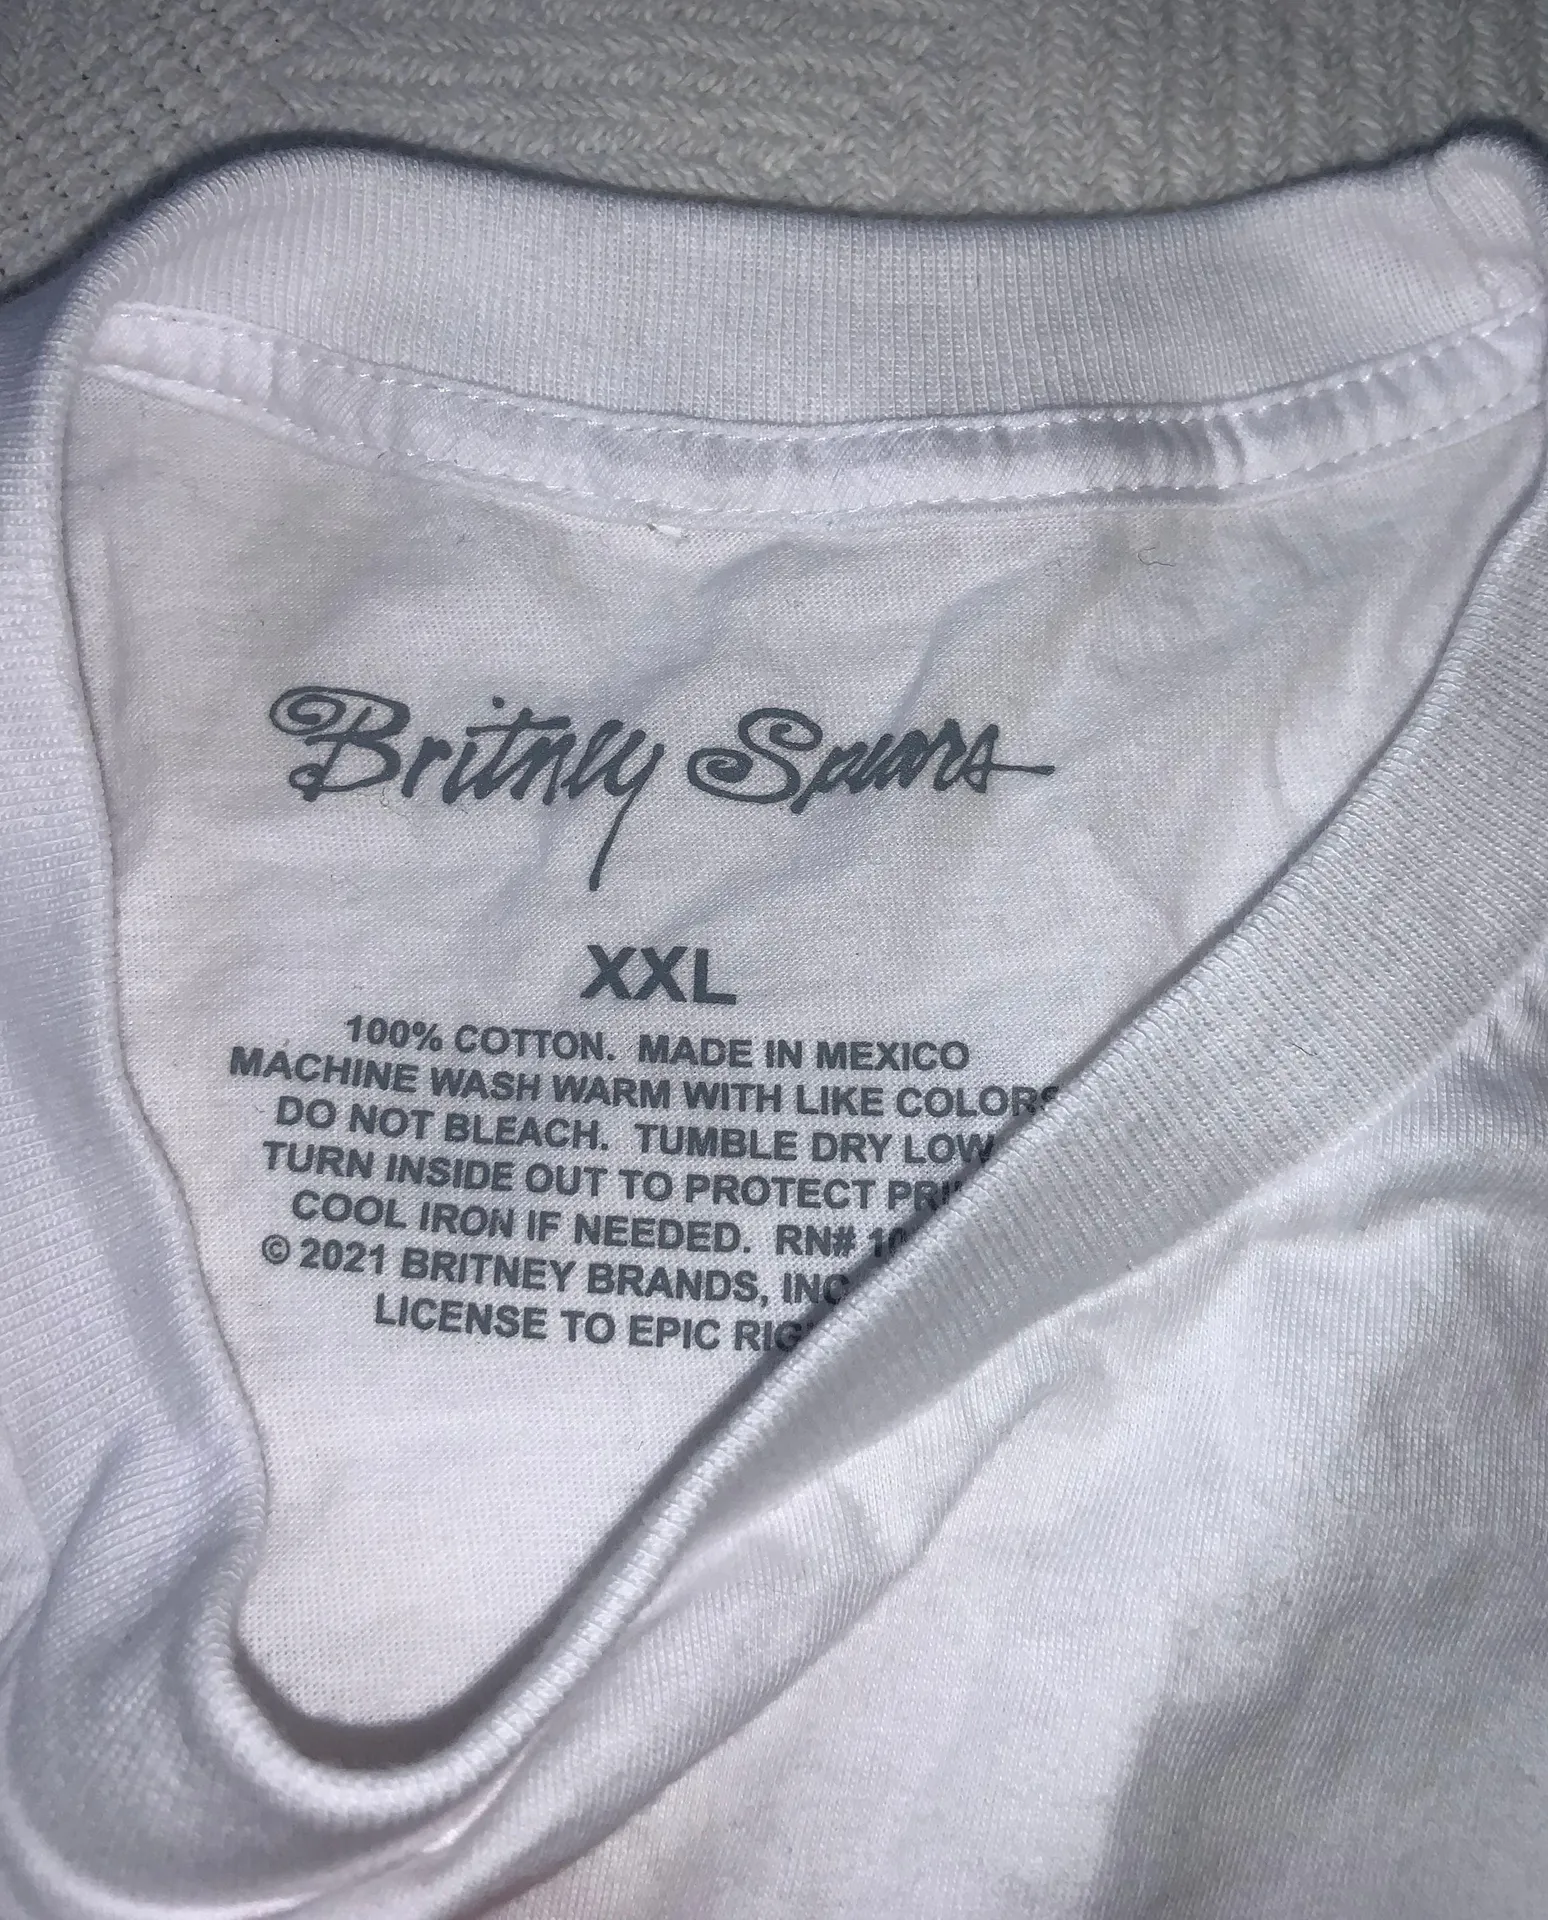 Britney Spears
XXL
100% COTTON. MADE IN MEXICO
MACHINE WASH WARM WITH LIKE COLORS
DO NOT BLEACH. TUMBLE DRY LOW
TURN INSIDE OUT TO PROTECT
COOL IRON IF NEEDED. RN#
© 2021 BRITNEY BRANDS, INC
LICENSE TO EPIC